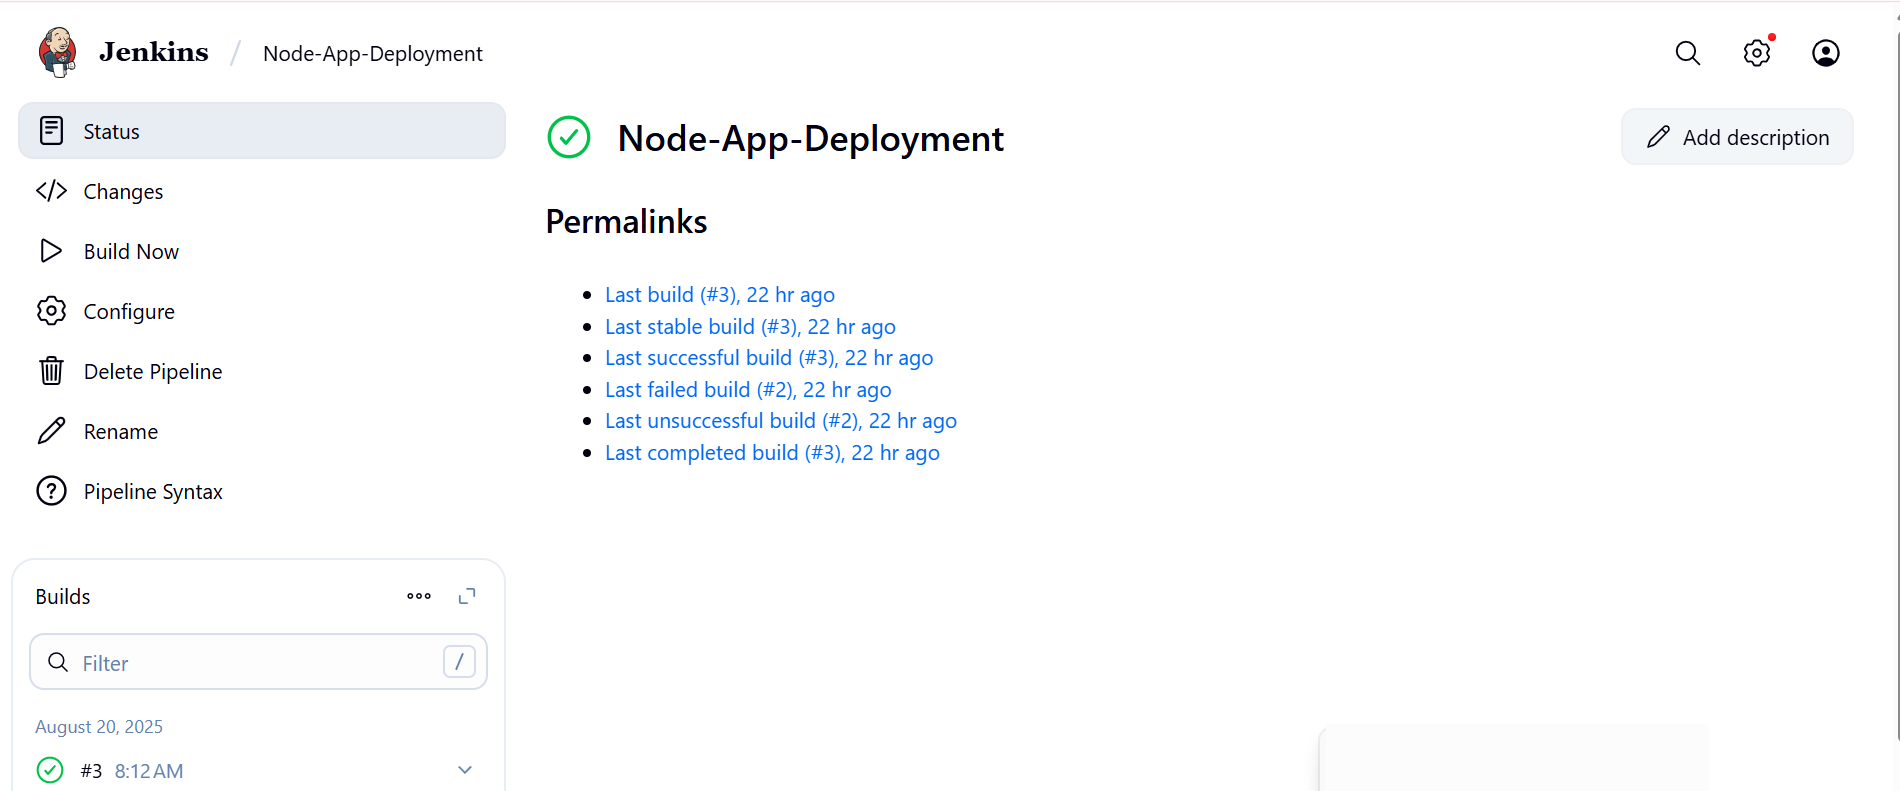 Jenkins / Node-App-Deployment
Status
Changes
Build Now
Configure
Delete Pipeline
Rename
Pipeline Syntax
Builds
Filter /
August 20, 2025
#3 8:12 AM
Node-App-Deployment
Add description
Permalinks
Last build (#3), 22 hr ago
Last stable build (#3), 22 hr ago
Last successful build (#3), 22 hr ago
Last failed build (#2), 22 hr ago
Last unsuccessful build (#2), 22 hr ago
Last completed build (#3), 22 hr ago